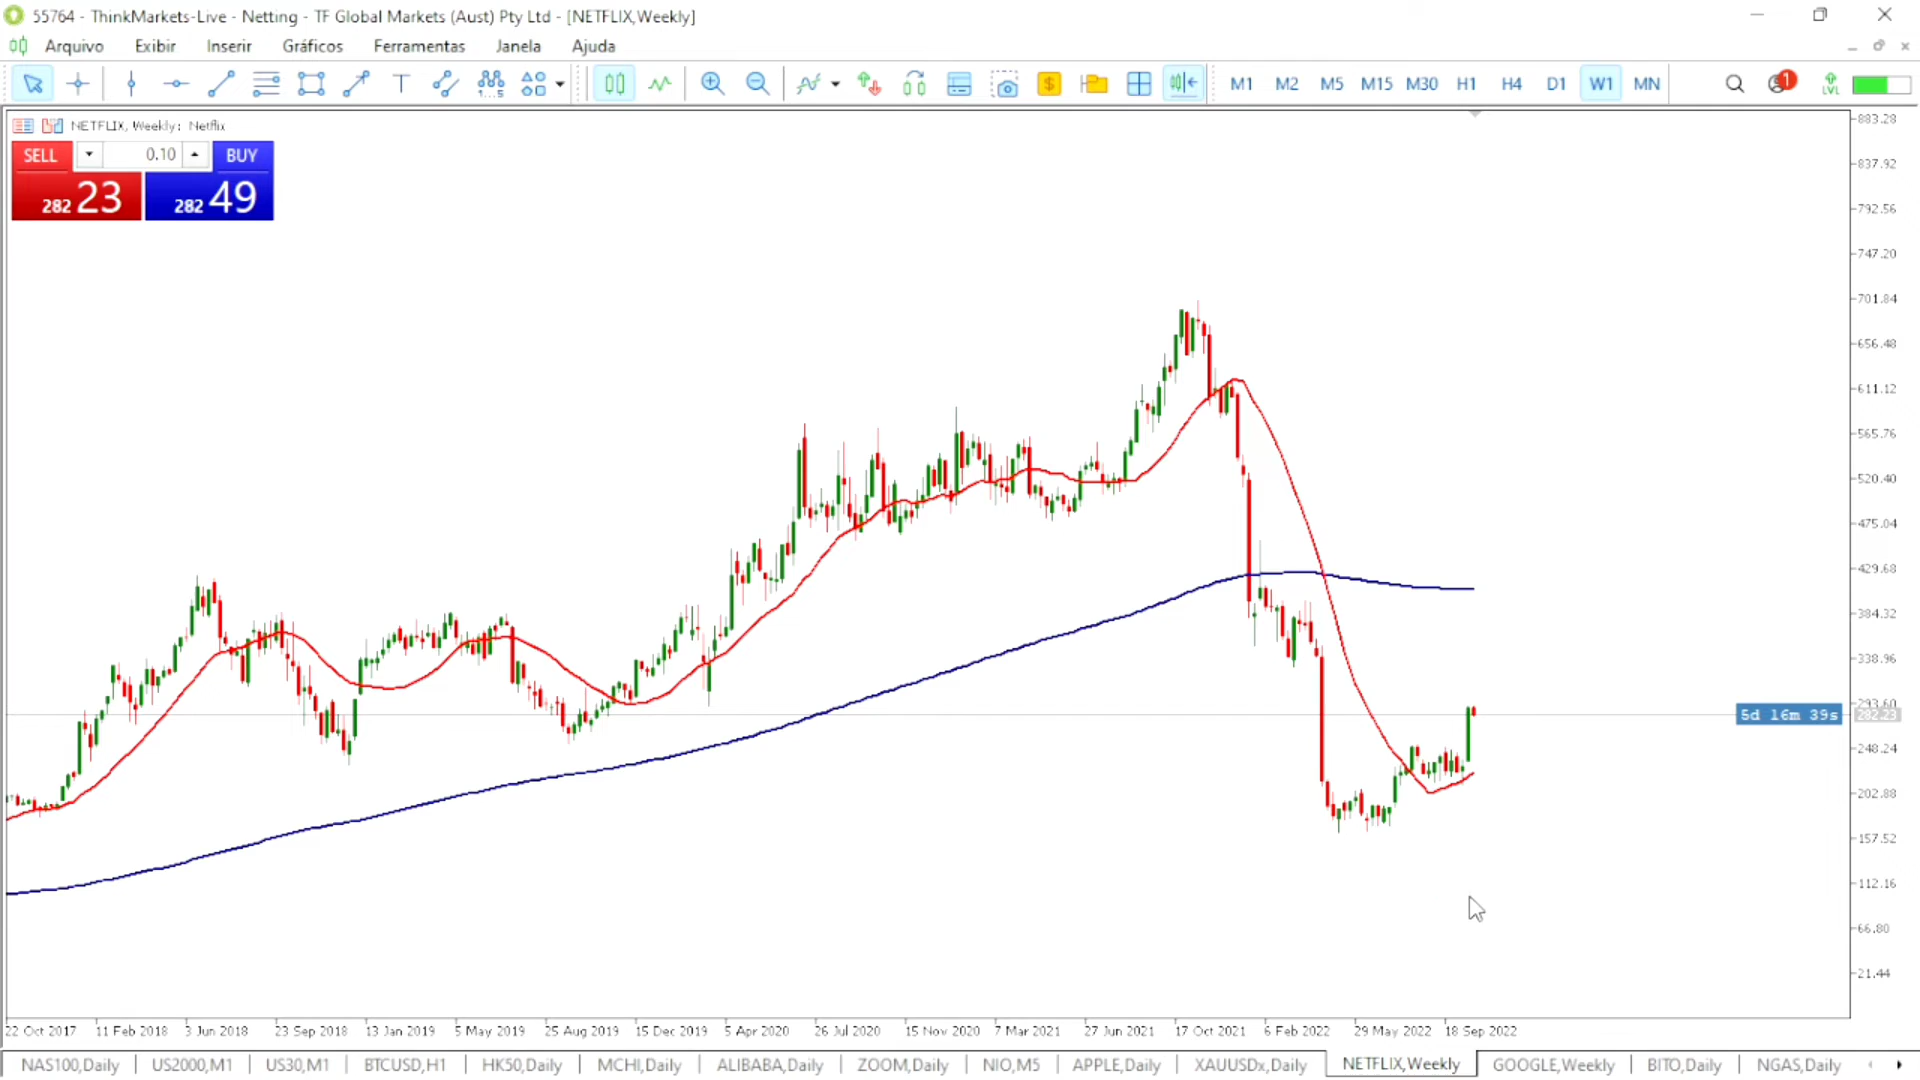 55764 - ThinkMarkets-Live - Netting - TF Global Markets (Aust) Pty Ltd - [NETFLIX,Weekly]
Arquivo Exibir Inserir Gráficos Ferramentas Janela Ajuda
T 1...5 $ M1 M2 M5 M15 M30 H1 H4 D1 W1 MN 1 LVL
NETFLIX, Weekly: Netflix
SELL 0.10 BUY
282 23 282 49
883.28
837.92
792.56
747.20
701.84
656.48
611.12
565.76
520.40
475.04
429.68
384.32
338.96
293.60
5d 16m 39s 282.23
248.24
202.88
157.52
112.16
66.80
21.44
22 Oct 2017 11 Feb 2018 3 Jun 2018 23 Sep 2018 13 Jan 2019 5 May 2019 25 Aug 2019 15 Dec 2019 5 Apr 2020 26 Jul 2020 15 Nov 2020 7 Mar 2021 27 Jun 2021 17 Oct 2021 6 Feb 2022 29 May 2022 18 Sep 2022
NAS100,Daily US2000,M1 US30,M1 BTCUSD,H1 HK50,Daily MCHI,Daily ALIBABA,Daily ZOOM,Daily NIO,M5 APPLE,Daily XAUUSDx,Daily NETFLIX,Weekly GOOGLE,Weekly BITO,Daily NGAS,Daily